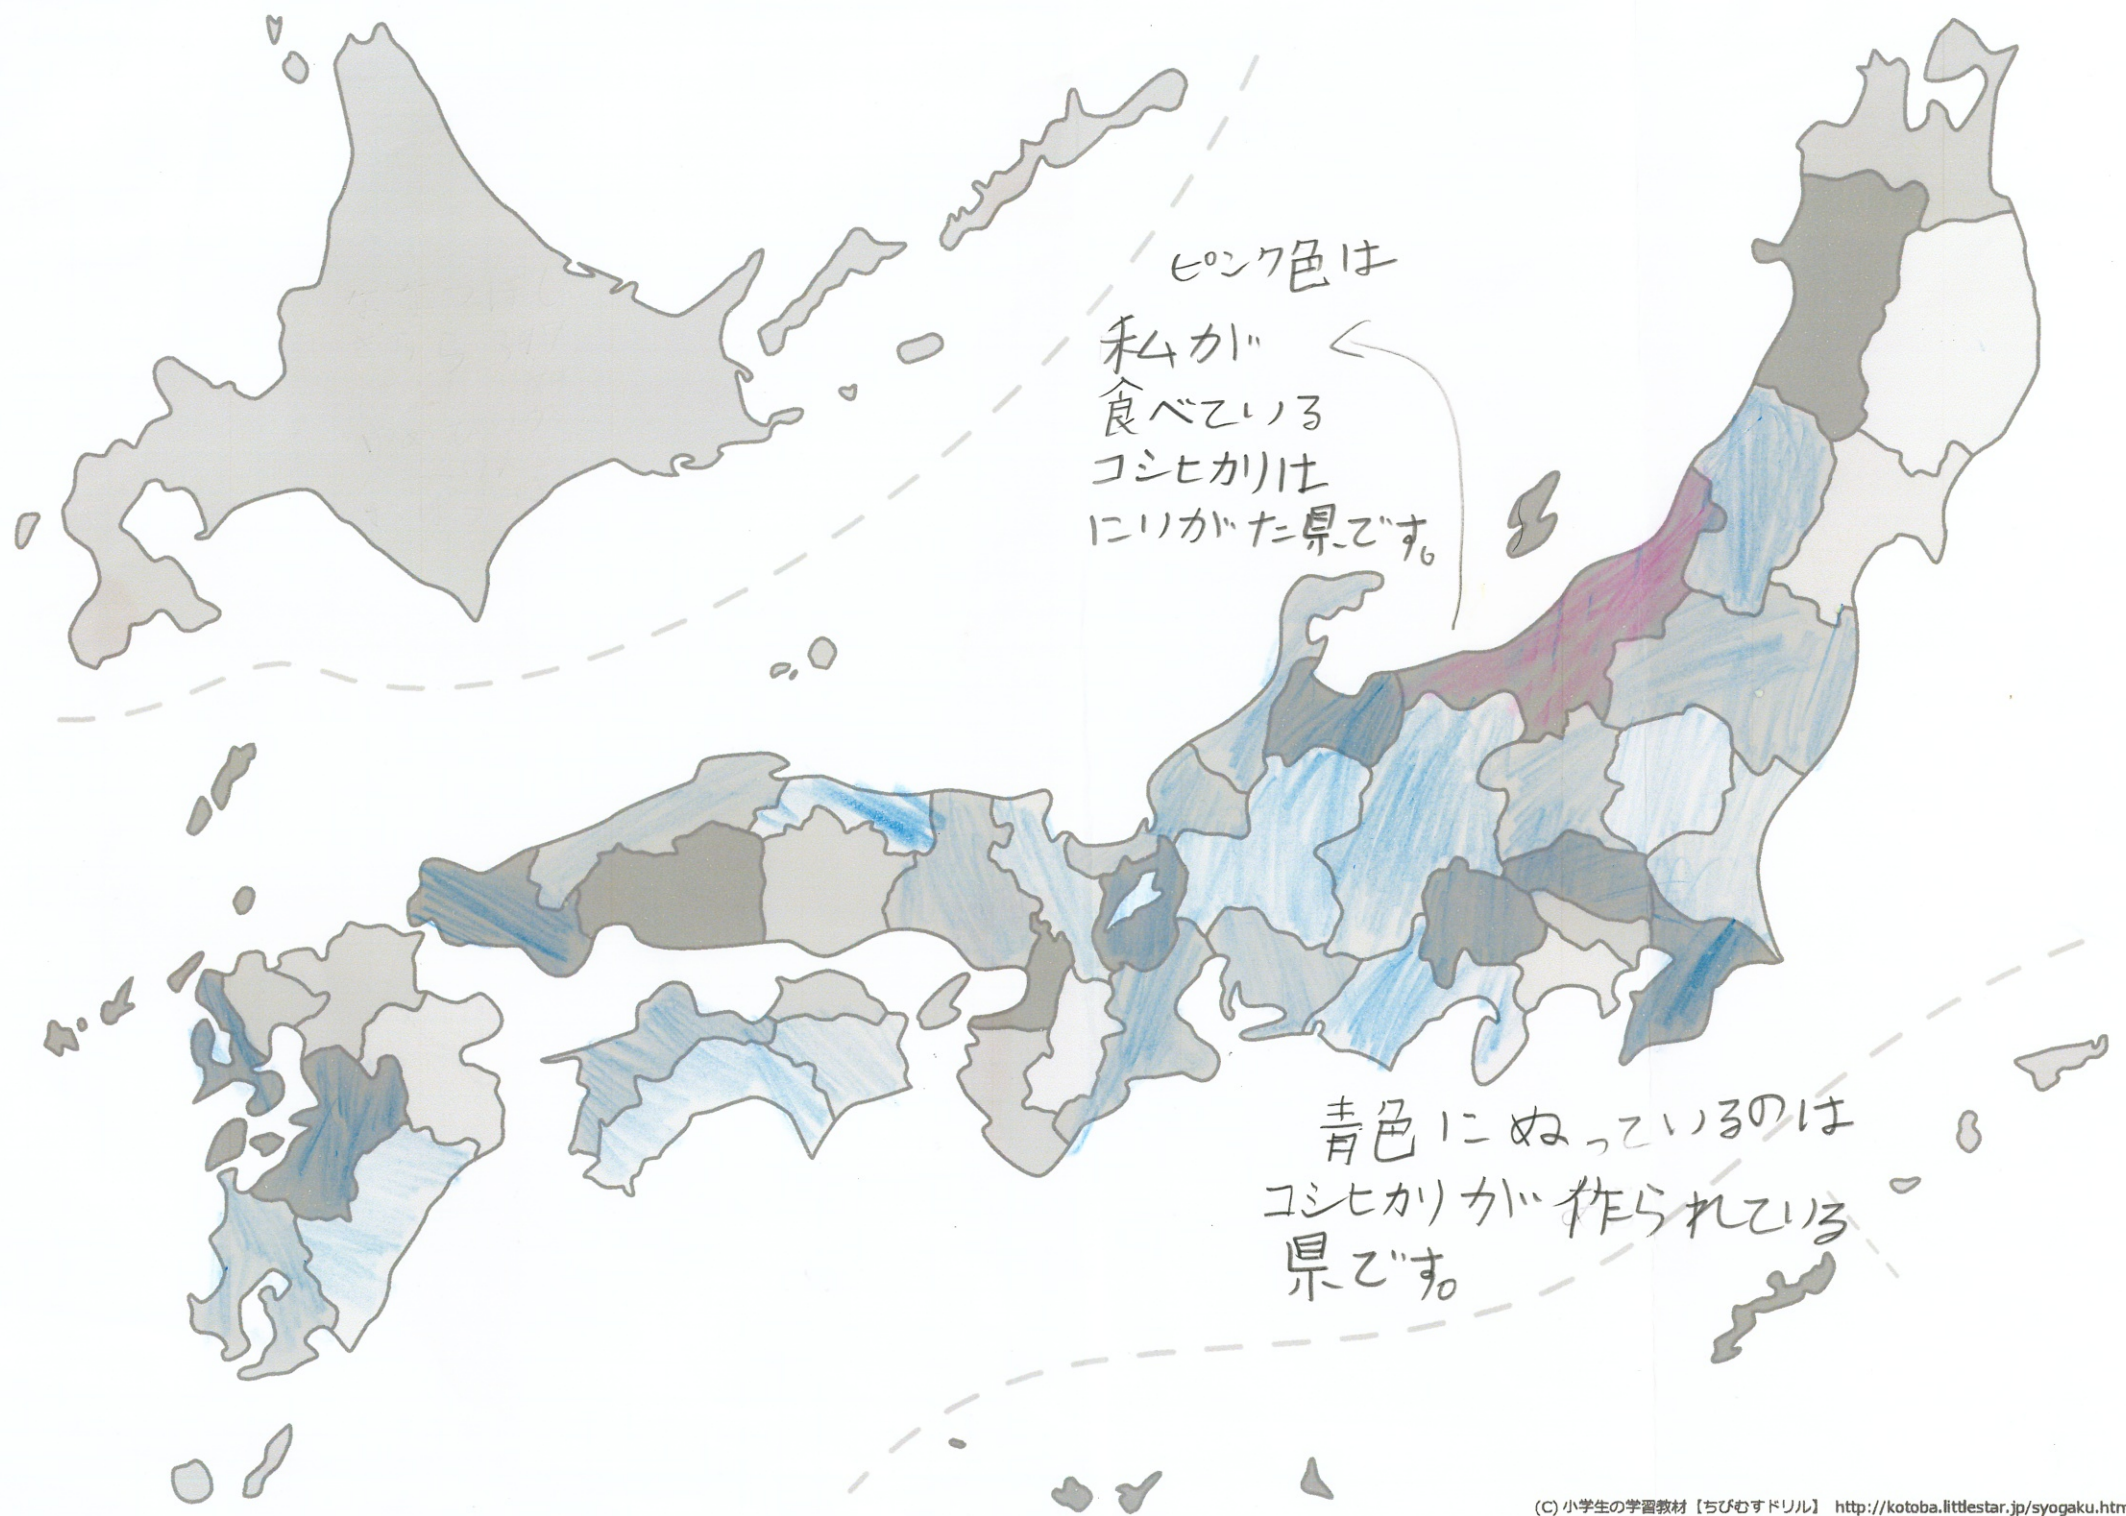 ピンク色は
私が
食べている
コシヒカリは
にいがた県です。
青色にぬっているのは
コシヒカリが作られている
県です。
(C) 小学生の学習教材【ちびむすドリル】 http://kotoba.littlestar.jp/syogaku.htm